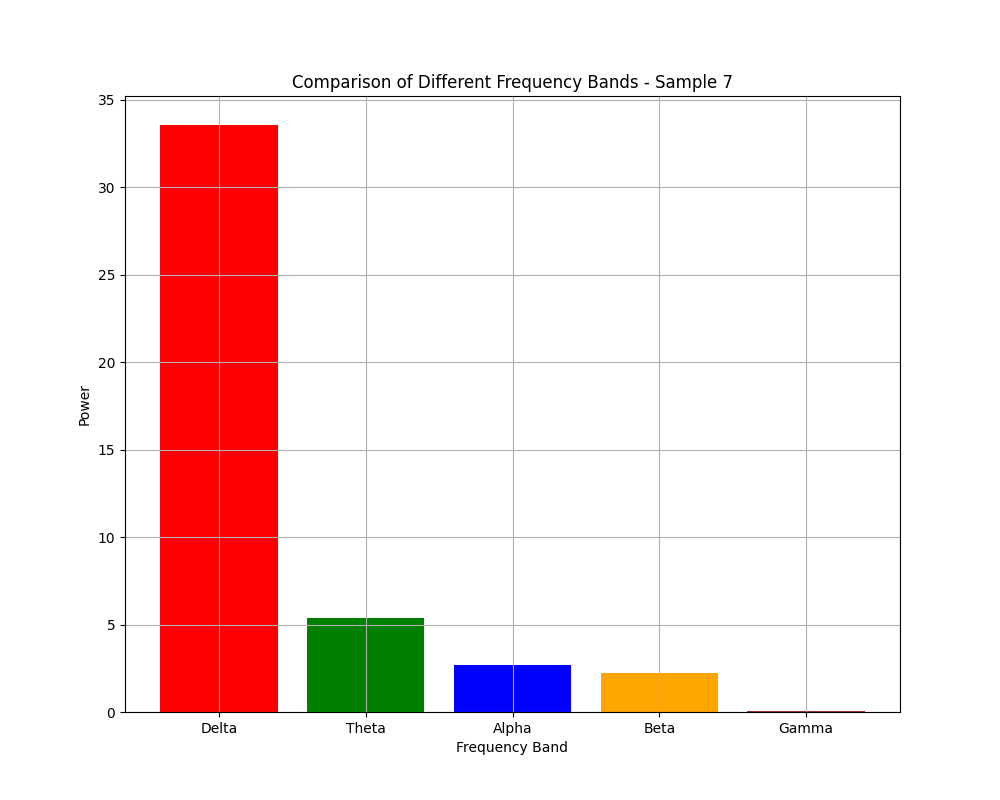 Comparison of Different Frequency Bands - Sample 7
35
30
25
20
15
10
5
0
Power
Delta Theta Alpha Beta Gamma
Frequency Band